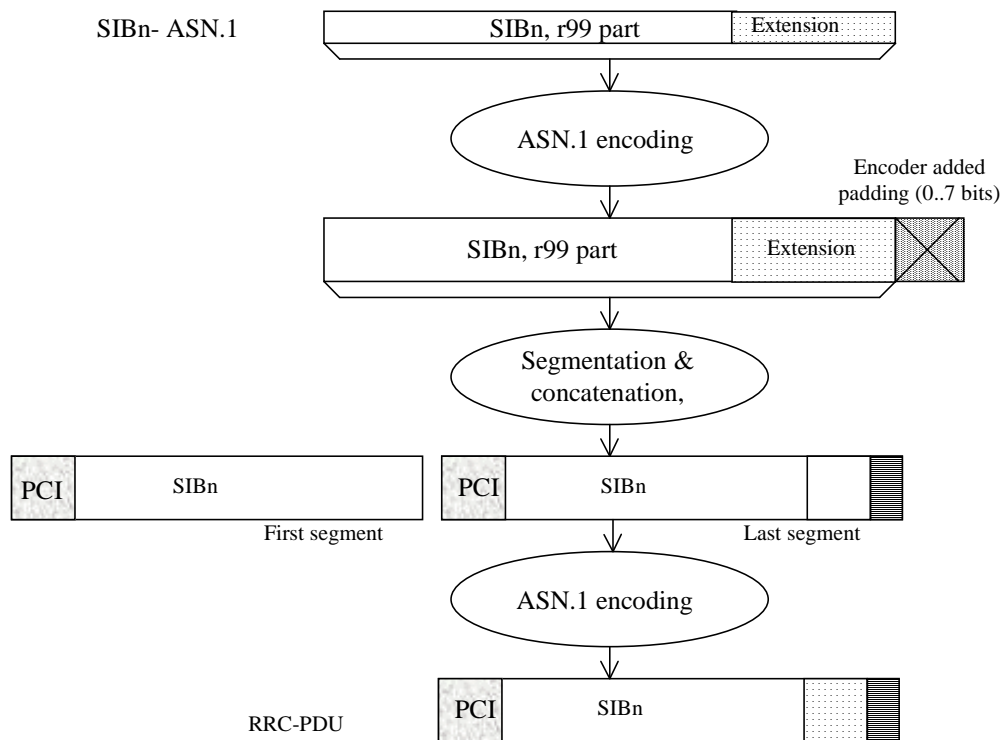 SIBn- ASN.1
SIBn, r99 part
Extension
ASN.1 encoding
Encoder added
padding (0..7 bits)
SIBn, r99 part
Extension
Segmentation &
concatenation,
PCI
SIBn
PCI
SIBn
First segment
Last segment
ASN.1 encoding
PCI
SIBn
RRC-PDU